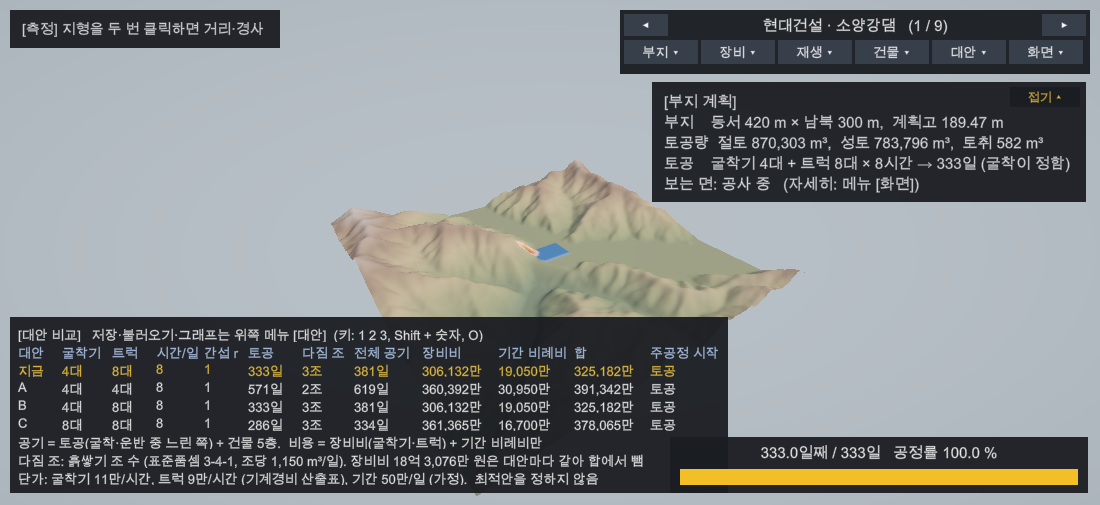 [측정] 지형을 두 번 클릭하면 거리·경사
◂ 현대건설 · 소양강댐 (1 / 9) ▸
부지 ▾ 장비 ▾ 재생 ▾ 건물 ▾ 대안 ▾ 화면 ▾
[부지 계획] 접기 ▴
부지 동서 420 m × 남북 300 m, 계획고 189.47 m
토공량 절토 870,303 m³, 성토 783,796 m³, 토취 582 m³
토공 굴착기 4대 + 트럭 8대 × 8시간 → 333일 (굴착이 정함)
보는 면: 공사 중 (자세히: 메뉴 [화면])
[대안 비교] 저장·불러오기·그래프는 위쪽 메뉴 [대안] (키: 1 2 3, Shift + 숫자, O)
대안 굴착기 트럭 시간/일 간섭 r 토공 다짐 조 전체 공기 장비비 기간 비례비 합 주공정 시작
지금 4대 8대 8 1 333일 3조 381일 306,132만 19,050만 325,182만 토공
A 4대 4대 8 1 571일 2조 619일 360,392만 30,950만 391,342만 토공
B 4대 8대 8 1 333일 3조 381일 306,132만 19,050만 325,182만 토공
C 8대 8대 8 1 286일 3조 334일 361,365만 16,700만 378,065만 토공
공기 = 토공(굴착·운반 중 느린 쪽) + 건물 5층. 비용 = 장비비(굴착기·트럭) + 기간 비례비만
다짐 조: 흙쌓기 조 수 (표준품셈 3-4-1, 조당 1,150 m³/일). 장비비 18억 3,076만 원은 대안마다 같아 합에서 뺌
단가: 굴착기 11만/시간, 트럭 9만/시간 (기계경비 산출표), 기간 50만/일 (가정). 최적안을 정하지 않음
333.0일째 / 333일 공정률 100.0 %